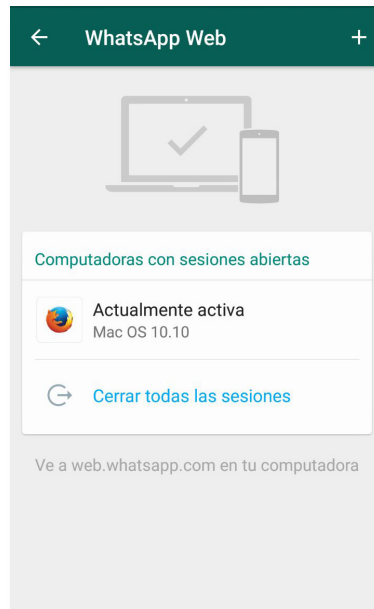 WhatsApp Web
Computadoras con sesiones abiertas
Actualmente activa
Mac OS 10.10
Cerrar todas las sesiones
Ve a web.whatsapp.com en tu computadora